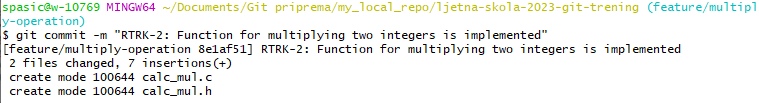 spasic@w-10769 MINGW64 ~/Documents/Git priprema/my_local_repo/ljetna-skola-2023-git-trening (feature/multipl
y-operation)
$ git commit -m "RTRK-2: Function for multiplying two integers is implemented"
[feature/multiply-operation 8e1af51] RTRK-2: Function for multiplying two integers is implemented
 2 files changed, 7 insertions(+)
 create mode 100644 calc_mul.c
 create mode 100644 calc_mul.h